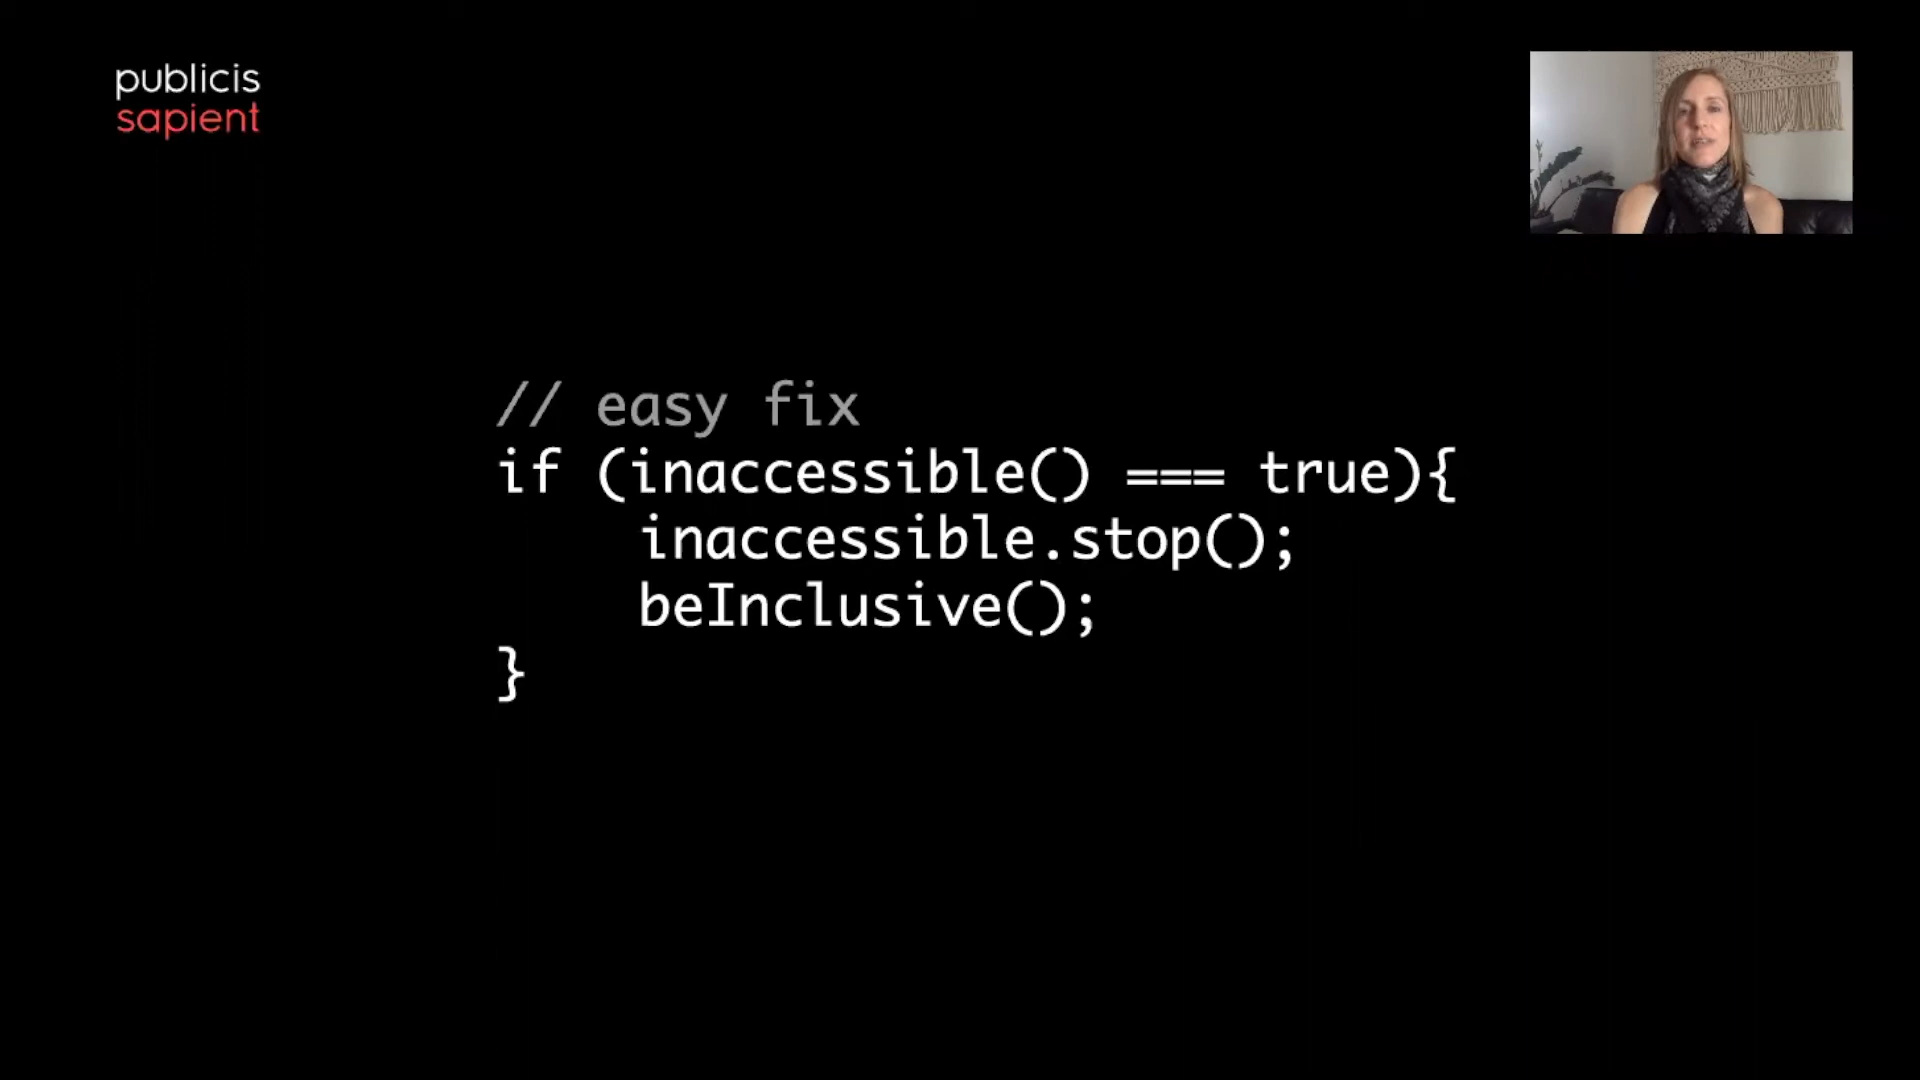 publicis
sapient
// easy fix
if (inaccessible() === true){
inaccessible.stop();
beInclusive();
}